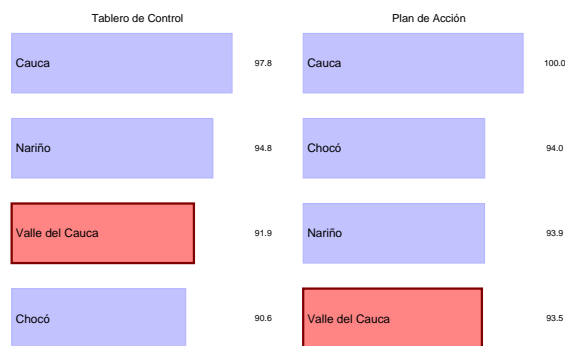 Tablero de Control
Cauca 97.8
Nariño 94.8
Valle del Cauca 91.9
Chocó 90.6
Plan de Acción
Cauca 100.0
Chocó 94.0
Nariño 93.9
Valle del Cauca 93.5